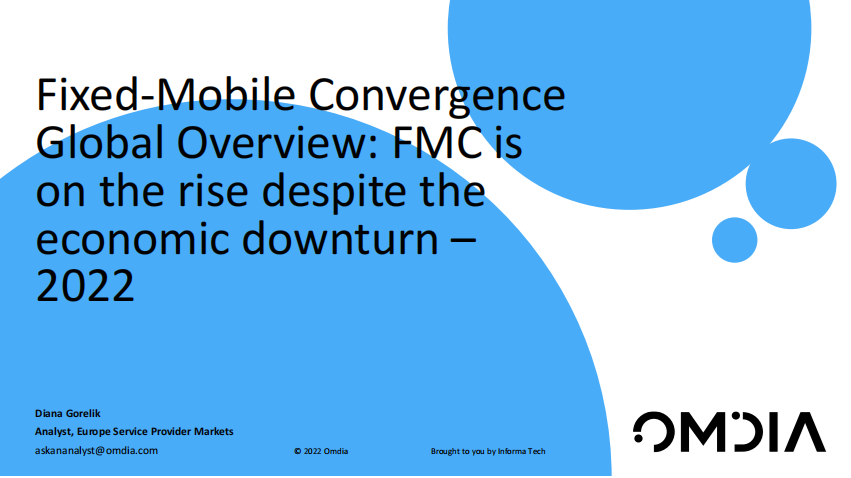 Fixed-Mobile Convergence
Global Overview: FMC is
on the rise despite the
economic downturn –
2022
Diana Gorelik
Analyst, Europe Service Provider Markets
askananalyst@omdia.com
© 2022 Omdia
Brought to you by Informa Tech
OMDIA